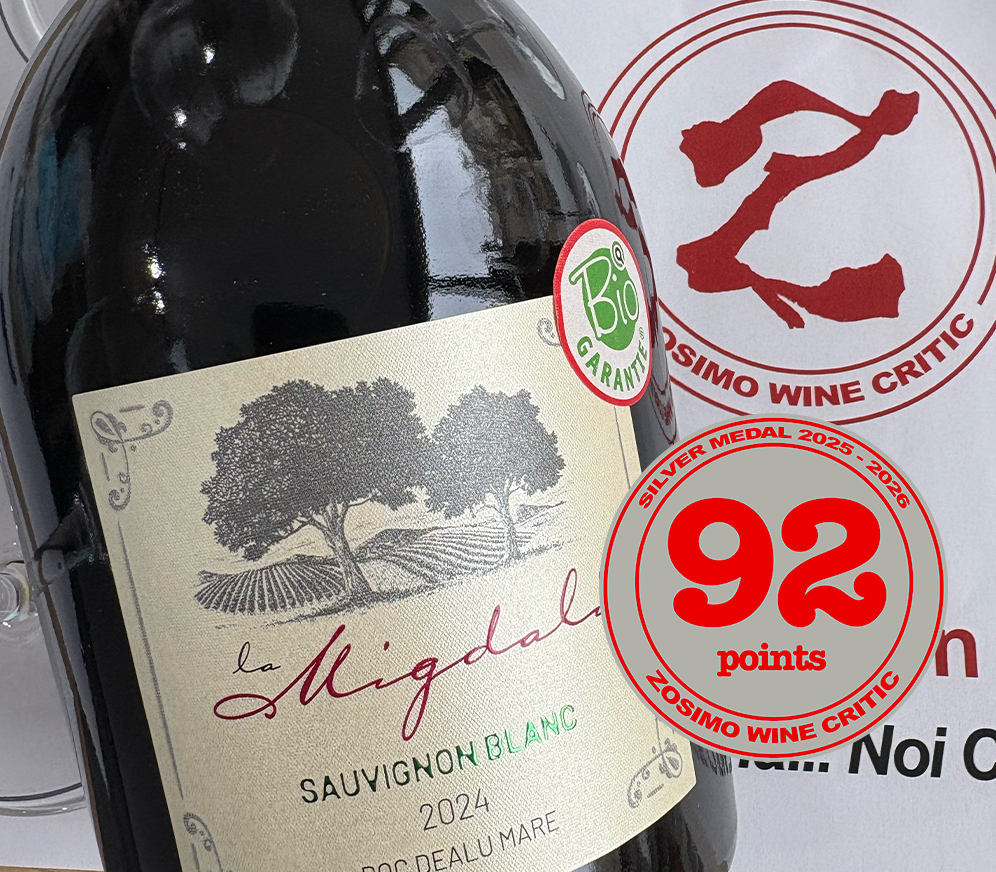 Z
ZOSIMO WINE CRITIC
@
Bio
GARANTIE®
SILVER MEDAL 2025 - 2026
92
points
ZOSIMO WINE CRITIC
la Migdali
SAUVIGNON BLANC
2024
DOC DEALU MARE
n
Noi C